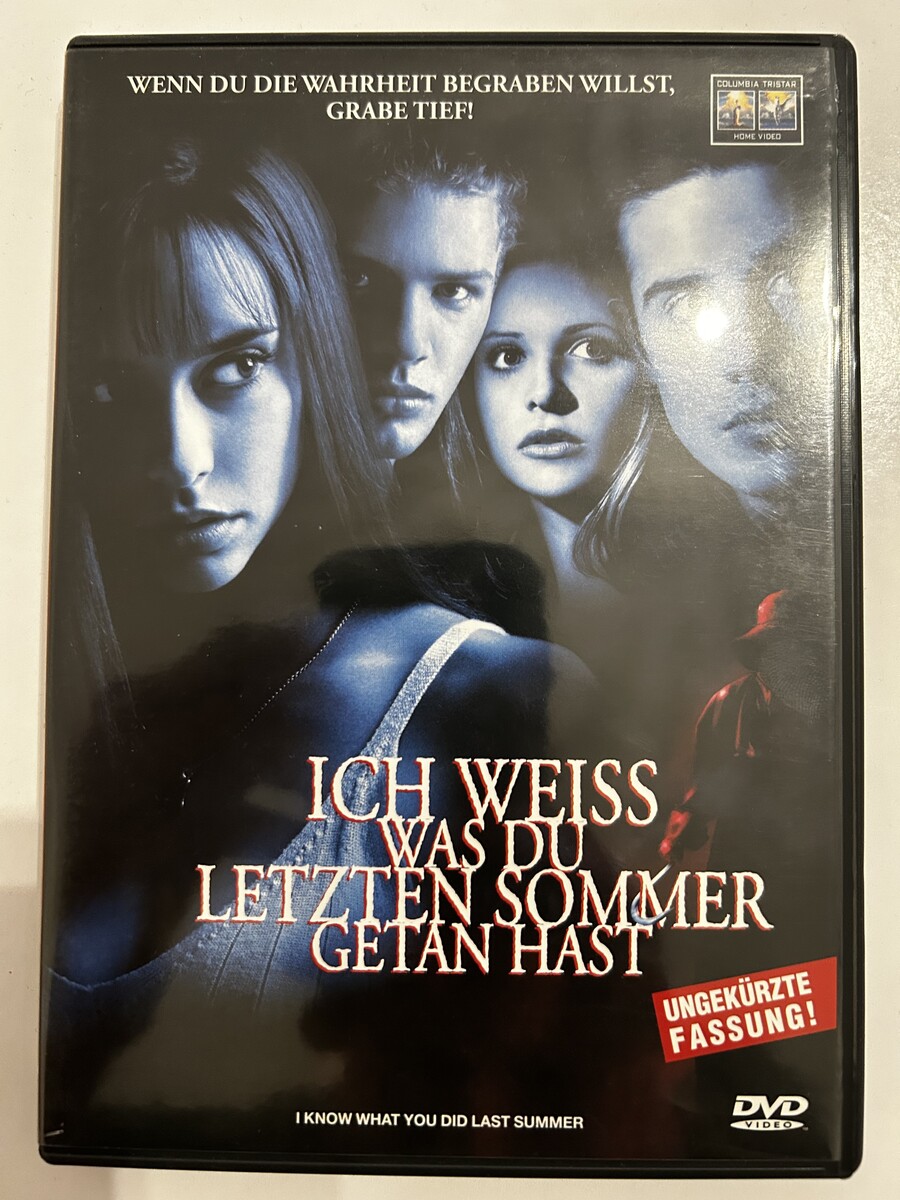 WENN DU DIE WAHRHEIT BEGRABEN WILLST,
GRABE TIEF!
COLUMBIA TRISTAR
HOME VIDEO
ICH WEISS
WAS DU
LETZTEN SOMMER
GETAN HAST
UNGEKÜRZTE
FASSUNG!
I KNOW WHAT YOU DID LAST SUMMER
DVD
VIDEO